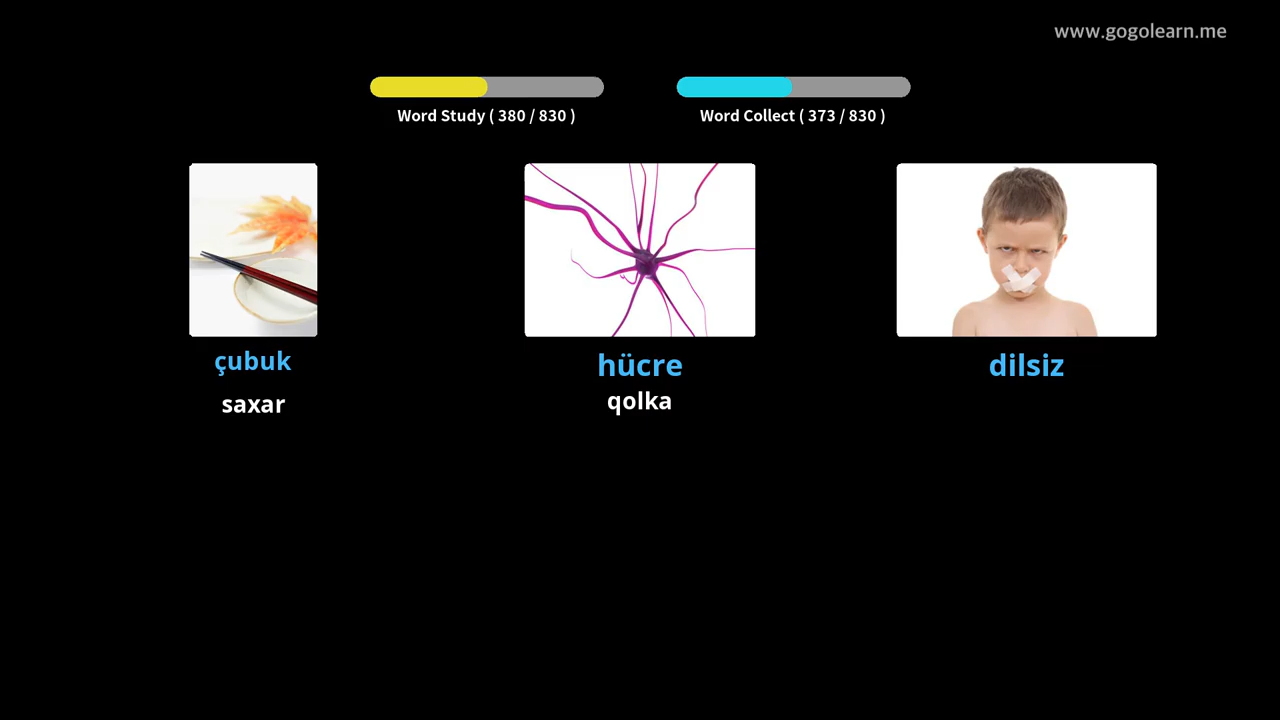 www.gogolearn.me
Word Study ( 380 / 830 )
Word Collect ( 373 / 830 )
çubuk
saxar
hücre
qolka
dilsiz